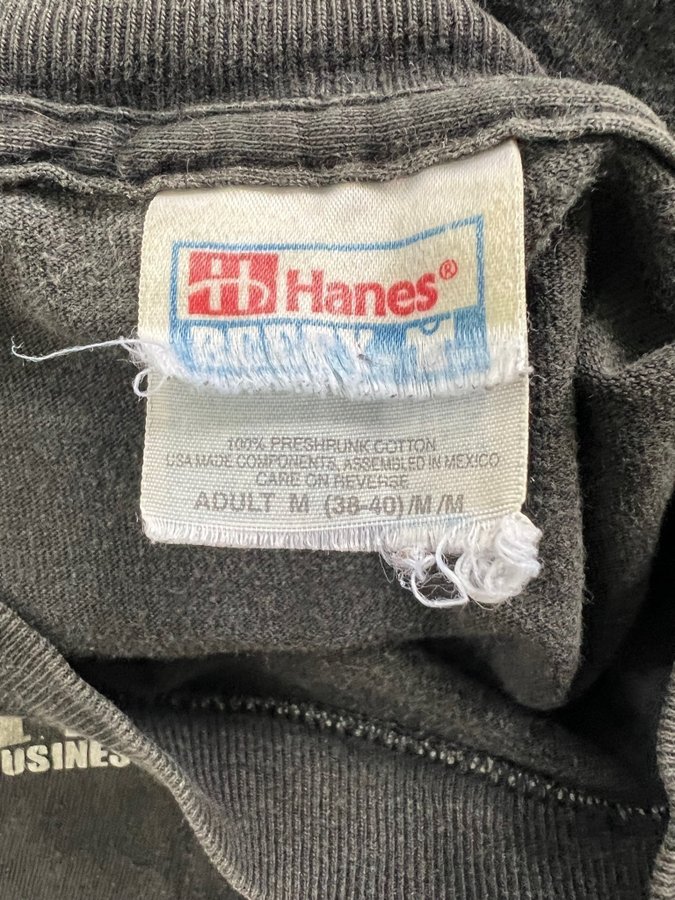 Hanes®
100% PRESHRUNK COTTON
USA MADE COMPONENTS, ASSEMBLED IN MEXICO
CARE ON REVERSE
ADULT M (38-40)/M/M
USINES